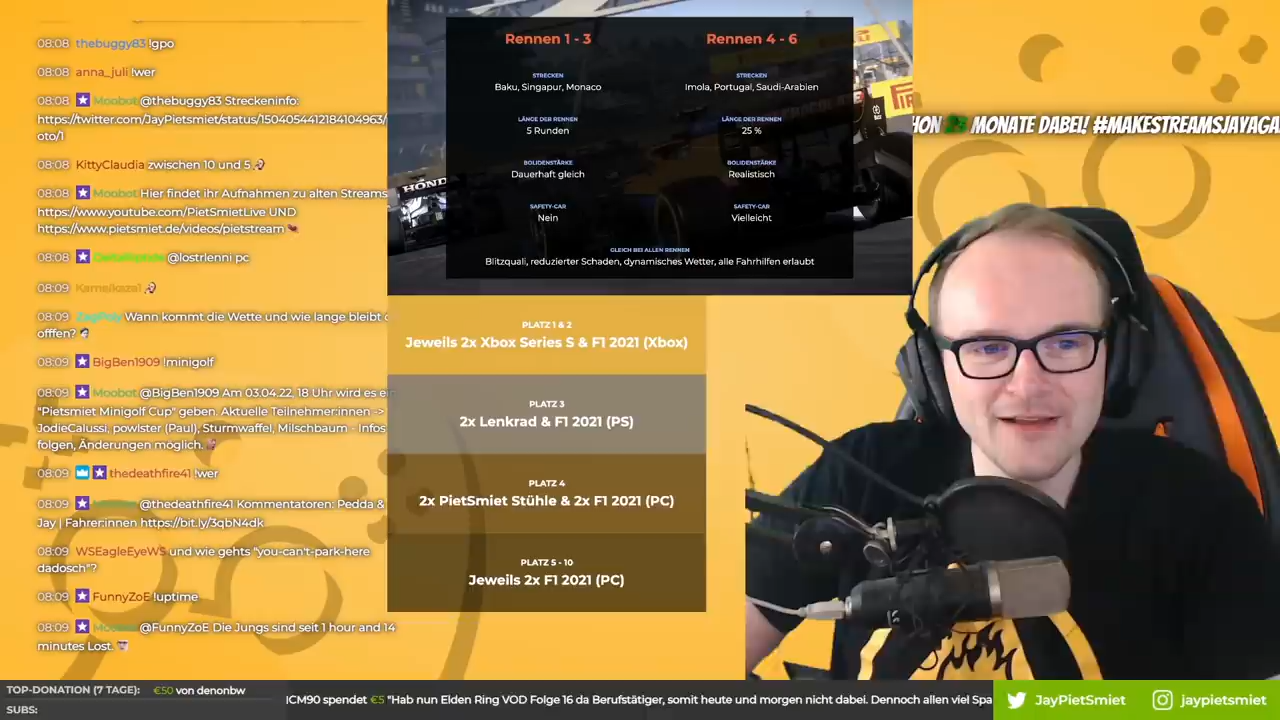 08:08 thebuggy83 !gpo
08:08 anna_juli !wer
08:08 Moobot @thebuggy83 Streckeninfo:
https://twitter.com/JayPietsmiet/status/1504054412184104963/
oto/1
08:08 KittyClaudia zwischen 10 und 5
08:08 Moobot Hier findet ihr Aufnahmen zu alten Streams
https://www.youtube.com/PietSmietLive UND
https://www.pietsmiet.de/videos/pietstream
08:08 @lostrlenni pc
08:09
08:09 ZagPoly Wann kommt die Wette und wie lange bleibt
offfen?
08:09 BigBen1909 !minigolf
08:09 Moobot @BigBen1909 Am 03.04.22, 18 Uhr wird es ein
"Pietsmiet Minigolf Cup" geben. Aktuelle Teilnehmer:innen ->
JodieCalussi, powlster (Paul), Sturmwaffel, Milschbaum - Infos
folgen, Änderungen möglich.
08:09 thedeathfire41 !wer
08:09 @thedeathfire41 Kommentatoren: Pedda &
Jay | Fahrer:innen https://bit.ly/3qbN4dk
08:09 WSEagleEyeWS und wie gehts "you-can't-park-here
dadosch"?
08:09 FunnyZoE !uptime
08:09 @FunnyZoE Die Jungs sind seit 1 hour and 14
minutes Lost.
Rennen 1 - 3
STRECKEN
Baku, Singapur, Monaco
LÄNGE DER RENNEN
5 Runden
BOLIDENSTÄRKE
Dauerhaft gleich
SAFETY-CAR
Nein
Rennen 4 - 6
STRECKEN
Imola, Portugal, Saudi-Arabien
LÄNGE DER RENNEN
25 %
BOLIDENSTÄRKE
Realistisch
SAFETY-CAR
Vielleicht
GLEICH BEI ALLEN RENNEN
Blitzquali, reduzierter Schaden, dynamisches Wetter, alle Fahrhilfen erlaubt
HOND
PLATZ 1 & 2
Jeweils 2x Xbox Series S & F1 2021 (Xbox)
PLATZ 3
2x Lenkrad & F1 2021 (PS)
PLATZ 4
2x PietSmiet Stühle & 2x F1 2021 (PC)
PLATZ 5 - 10
Jeweils 2x F1 2021 (PC)
HON 23 MONATE DABEI! #MAKESTREAMSJAYAGA
TOP-DONATION (7 TAGE): €50 von denonbw
SUBS:
ICM90 spendet €5 "Hab nun Elden Ring VOD Folge 16 da Berufstätiger, somit heute und morgen nicht dabei. Dennoch allen viel Spa
JayPietSmiet
jaypietsmiet